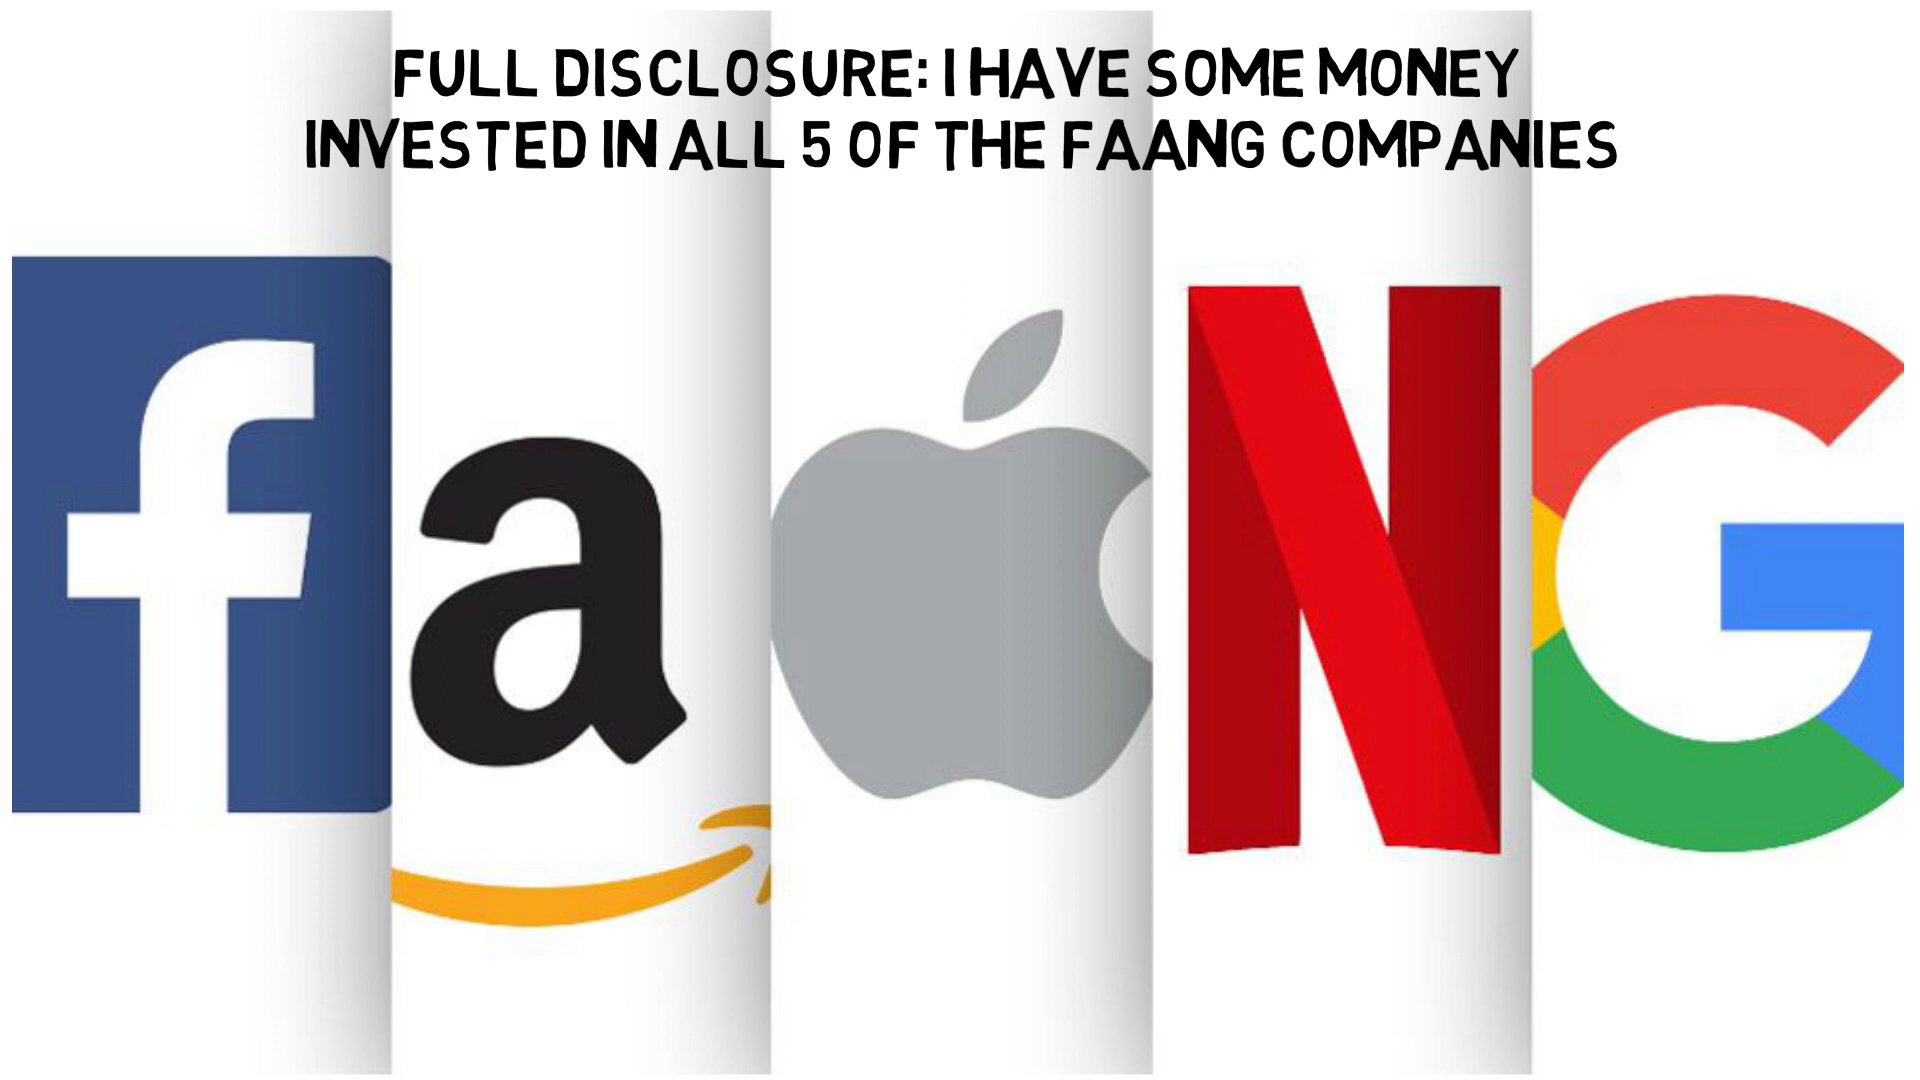 FULL DISCLOSURE: I HAVE SOME MONEY
INVESTED IN ALL 5 OF THE FAANG COMPANIES
f a N G